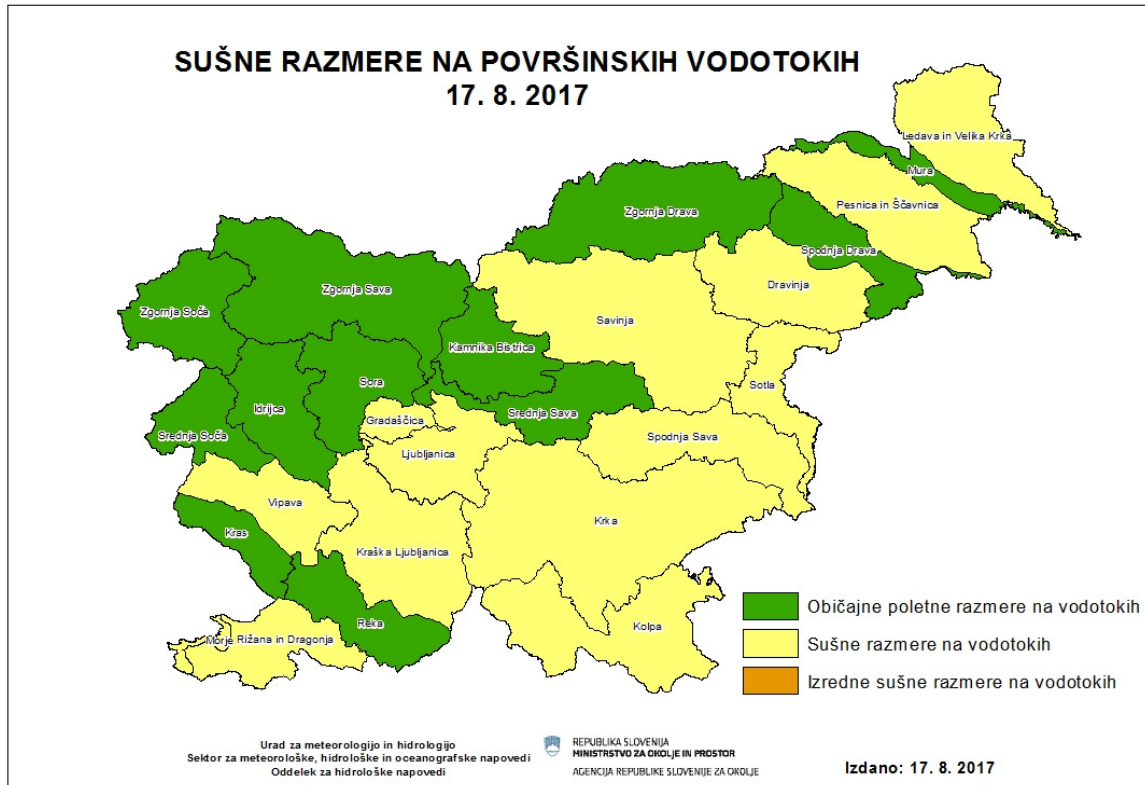 SUŠNE RAZMERE NA POVRŠINSKIH VODOTOKIH
17. 8. 2017
Ledava in Velika Krka
Mura
Pesnica in Ščavnica
Zgornja Drava
Spodnja Drava
Dravinja
Zgornja Sava
Zgornja Soča
Savinja
Kamnika Bistrica
Sora
Sotla
Idrijca
Srednja Sava
Gradaščica
Srednja Soča
Spodnja Sava
Ljubljanica
Vipava
Krka
Kras
Kraška Ljubljanica
Reka
Kolpa
Morje
Rižana in Dragonja
Običajne poletne razmere na vodotokih
Sušne razmere na vodotokih
Izredne sušne razmere na vodotokih
Urad za meteorologijo in hidrologijo
Sektor za meteorološke, hidrološke in oceanografske napovedi
Oddelek za hidrološke napovedi
REPUBLIKA SLOVENIJA
MINISTRSTVO ZA OKOLJE IN PROSTOR
AGENCIJA REPUBLIKE SLOVENIJE ZA OKOLJE
Izdano: 17. 8. 2017